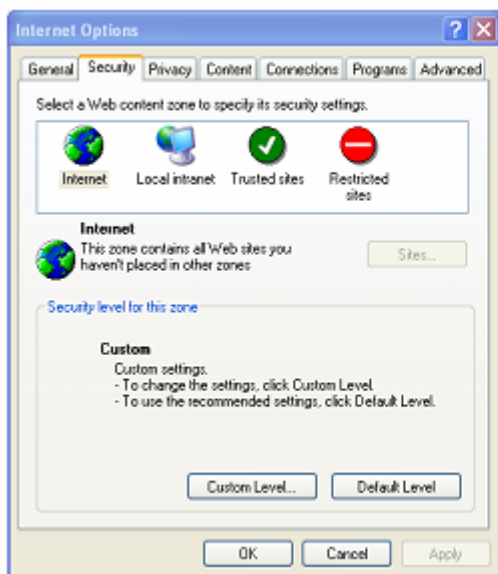 Internet Options
General Security Privacy Content Connections Programs Advanced
Select a Web content zone to specify its security settings.
Internet Local intranet Trusted sites Restricted
sites
Internet
This zone contains all Web sites you
haven't placed in other zones
Sites...
Security level for this zone
Custom
Custom settings.
- To change the settings, click Custom Level.
- To use the recommended settings, click Default Level.
Custom Level... Default Level
OK Cancel Apply